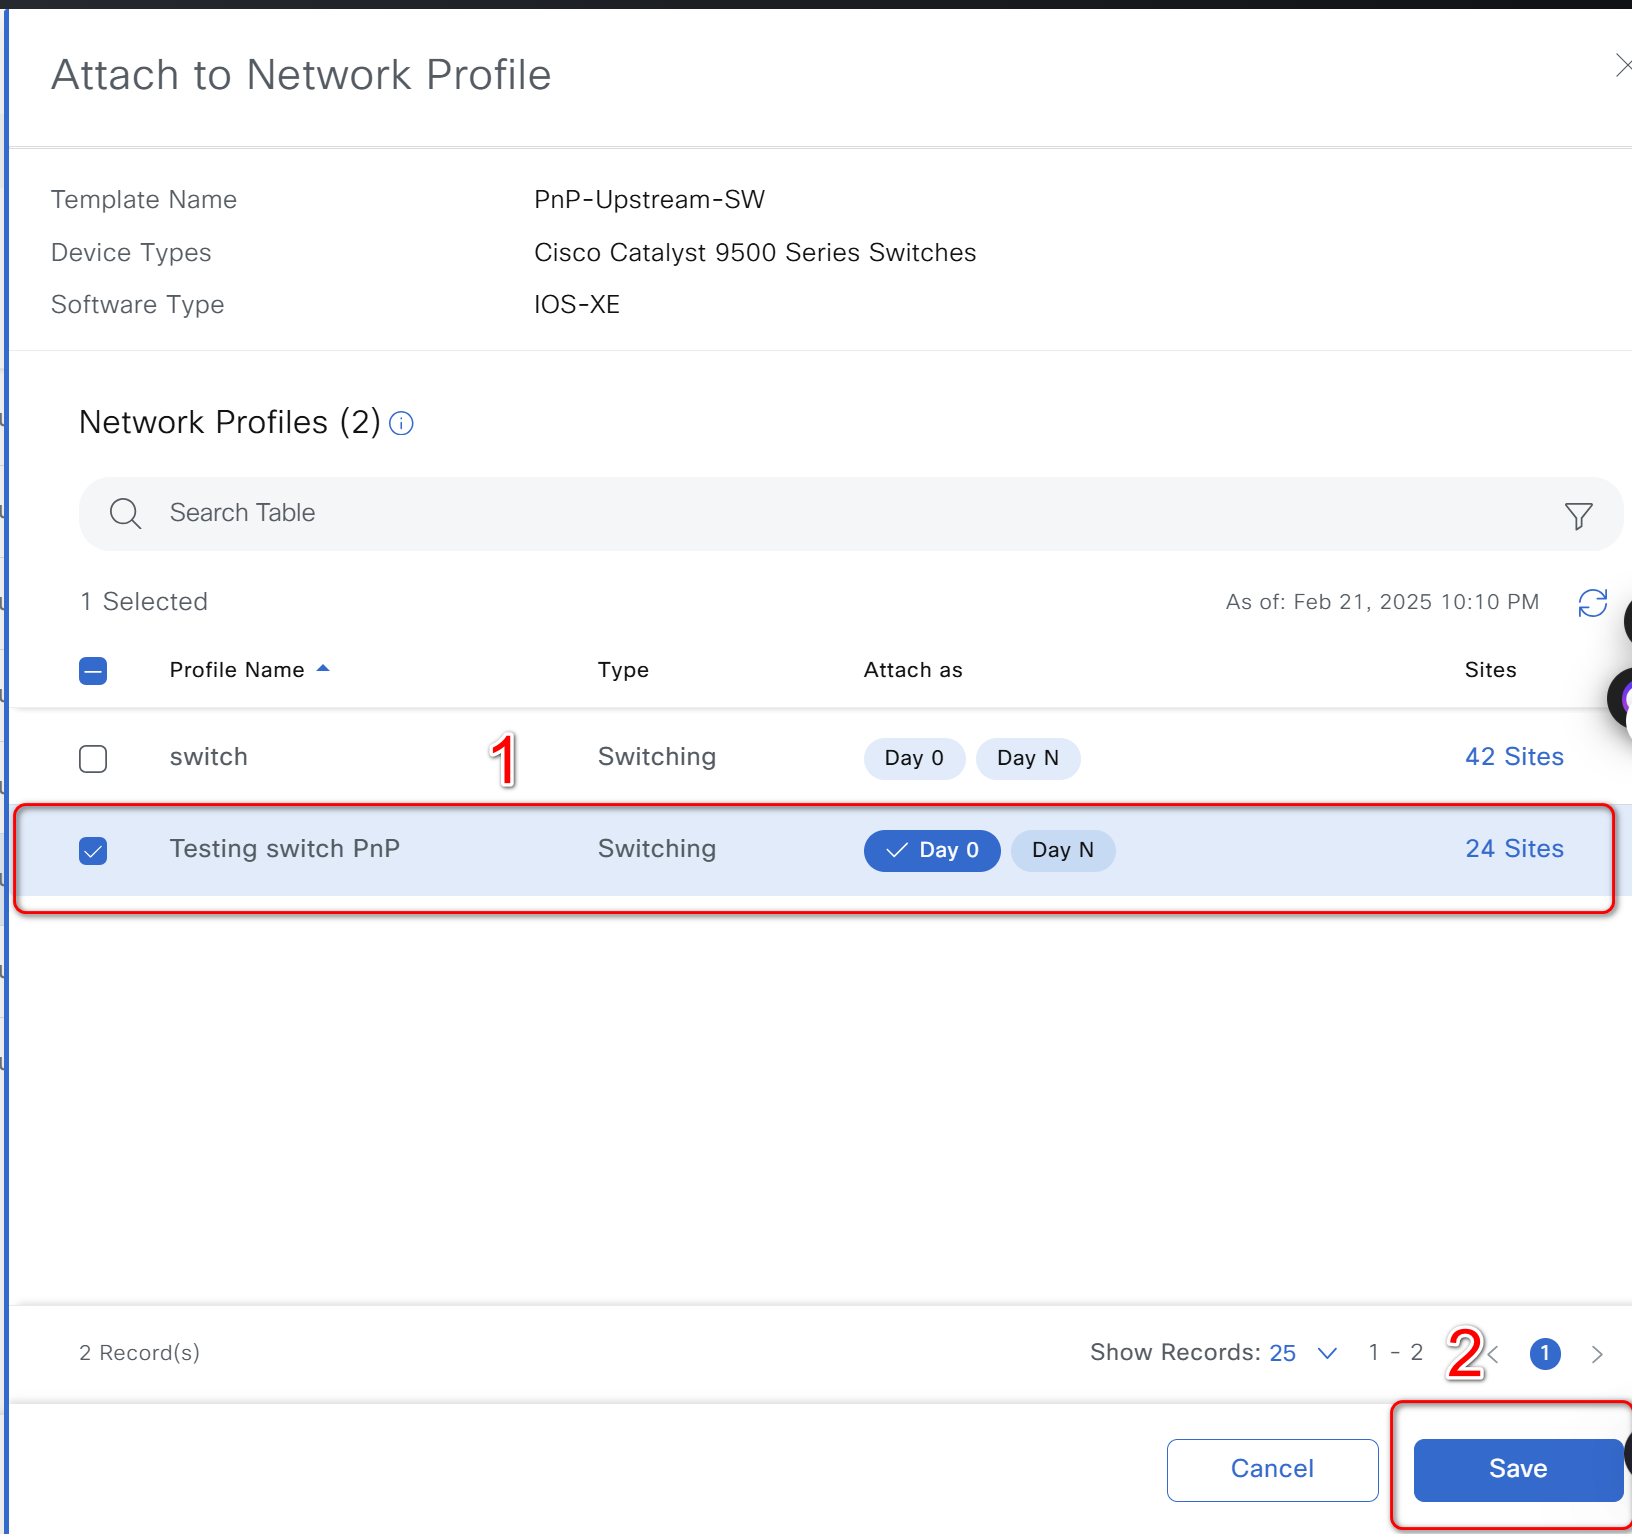 Attach to Network Profile
Template Name PnP-Upstream-SW
Device Types Cisco Catalyst 9500 Series Switches
Software Type IOS-XE
Network Profiles (2)
Search Table
1 Selected As of: Feb 21, 2025 10:10 PM
Profile Name Type Attach as Sites
switch 1 Switching Day 0 Day N 42 Sites
Testing switch PnP Switching Day 0 Day N 24 Sites
2 Record(s) Show Records: 25 1 - 2 2 1
Cancel Save